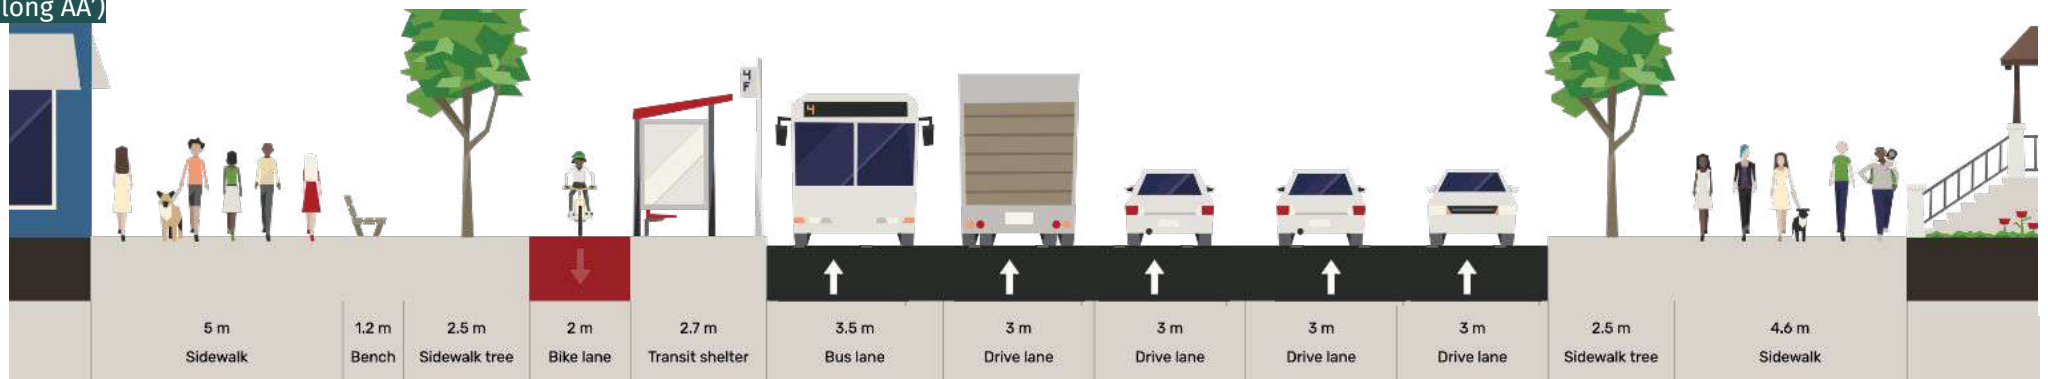 long AA')
4
5 m
Sidewalk
1.2 m
Bench
2.5 m
Sidewalk tree
2 m
Bike lane
2.7 m
Transit shelter
3.5 m
Bus lane
3 m
Drive lane
3 m
Drive lane
3 m
Drive lane
3 m
Drive lane
2.5 m
Sidewalk tree
4.6 m
Sidewalk